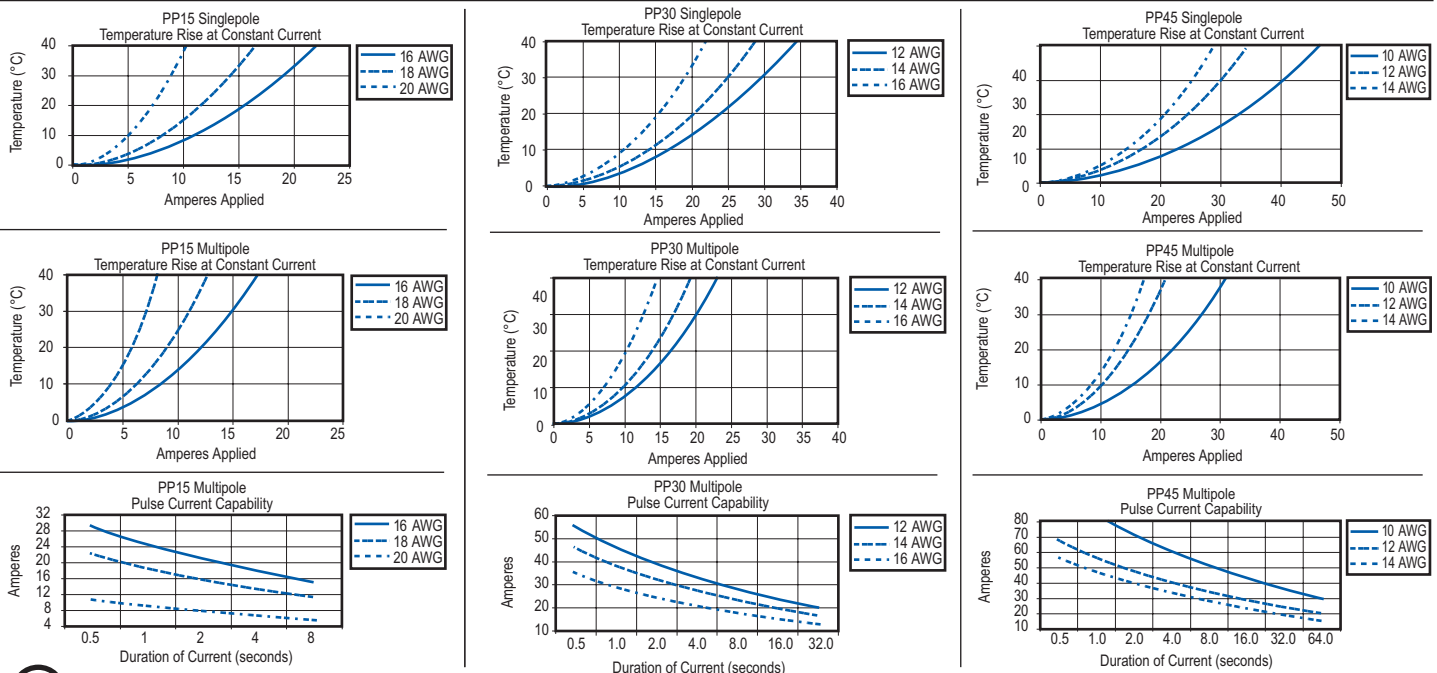 PP15 Singlepole
Temperature Rise at Constant Current
Temperature (°C)
40
30
20
10
0
0 5 10 15 20 25
Amperes Applied
16 AWG
18 AWG
20 AWG
PP30 Singlepole
Temperature Rise at Constant Current
Temperature (°C)
40
30
20
10
0
0 5 10 15 20 25 30 35 40
Amperes Applied
12 AWG
14 AWG
16 AWG
PP45 Singlepole
Temperature Rise at Constant Current
Temperature (°C)
40
30
20
10
0
0 10 20 30 40 50
Amperes Applied
10 AWG
12 AWG
14 AWG
PP15 Multipole
Temperature Rise at Constant Current
Temperature (°C)
40
30
20
10
0
0 5 10 15 20 25
Amperes Applied
16 AWG
18 AWG
20 AWG
PP30 Multipole
Temperature Rise at Constant Current
Temperature (°C)
40
30
20
10
0
0 5 10 15 20 25 30 35 40
Amperes Applied
12 AWG
14 AWG
16 AWG
PP45 Multipole
Temperature Rise at Constant Current
Temperature (°C)
40
30
20
10
0
0 10 20 30 40 50
Amperes Applied
10 AWG
12 AWG
14 AWG
PP15 Multipole
Pulse Current Capability
Amperes
32
28
24
20
16
12
8
4
0.5 1 2 4 8
Duration of Current (seconds)
16 AWG
18 AWG
20 AWG
PP30 Multipole
Pulse Current Capability
Amperes
60
50
40
30
20
10
0.5 1.0 2.0 4.0 8.0 16.0 32.0
Duration of Current (seconds)
12 AWG
14 AWG
16 AWG
PP45 Multipole
Pulse Current Capability
Amperes
80
70
60
50
40
30
20
10
0.5 1.0 2.0 4.0 8.0 16.0 32.0 64.0
Duration of Current (seconds)
10 AWG
12 AWG
14 AWG